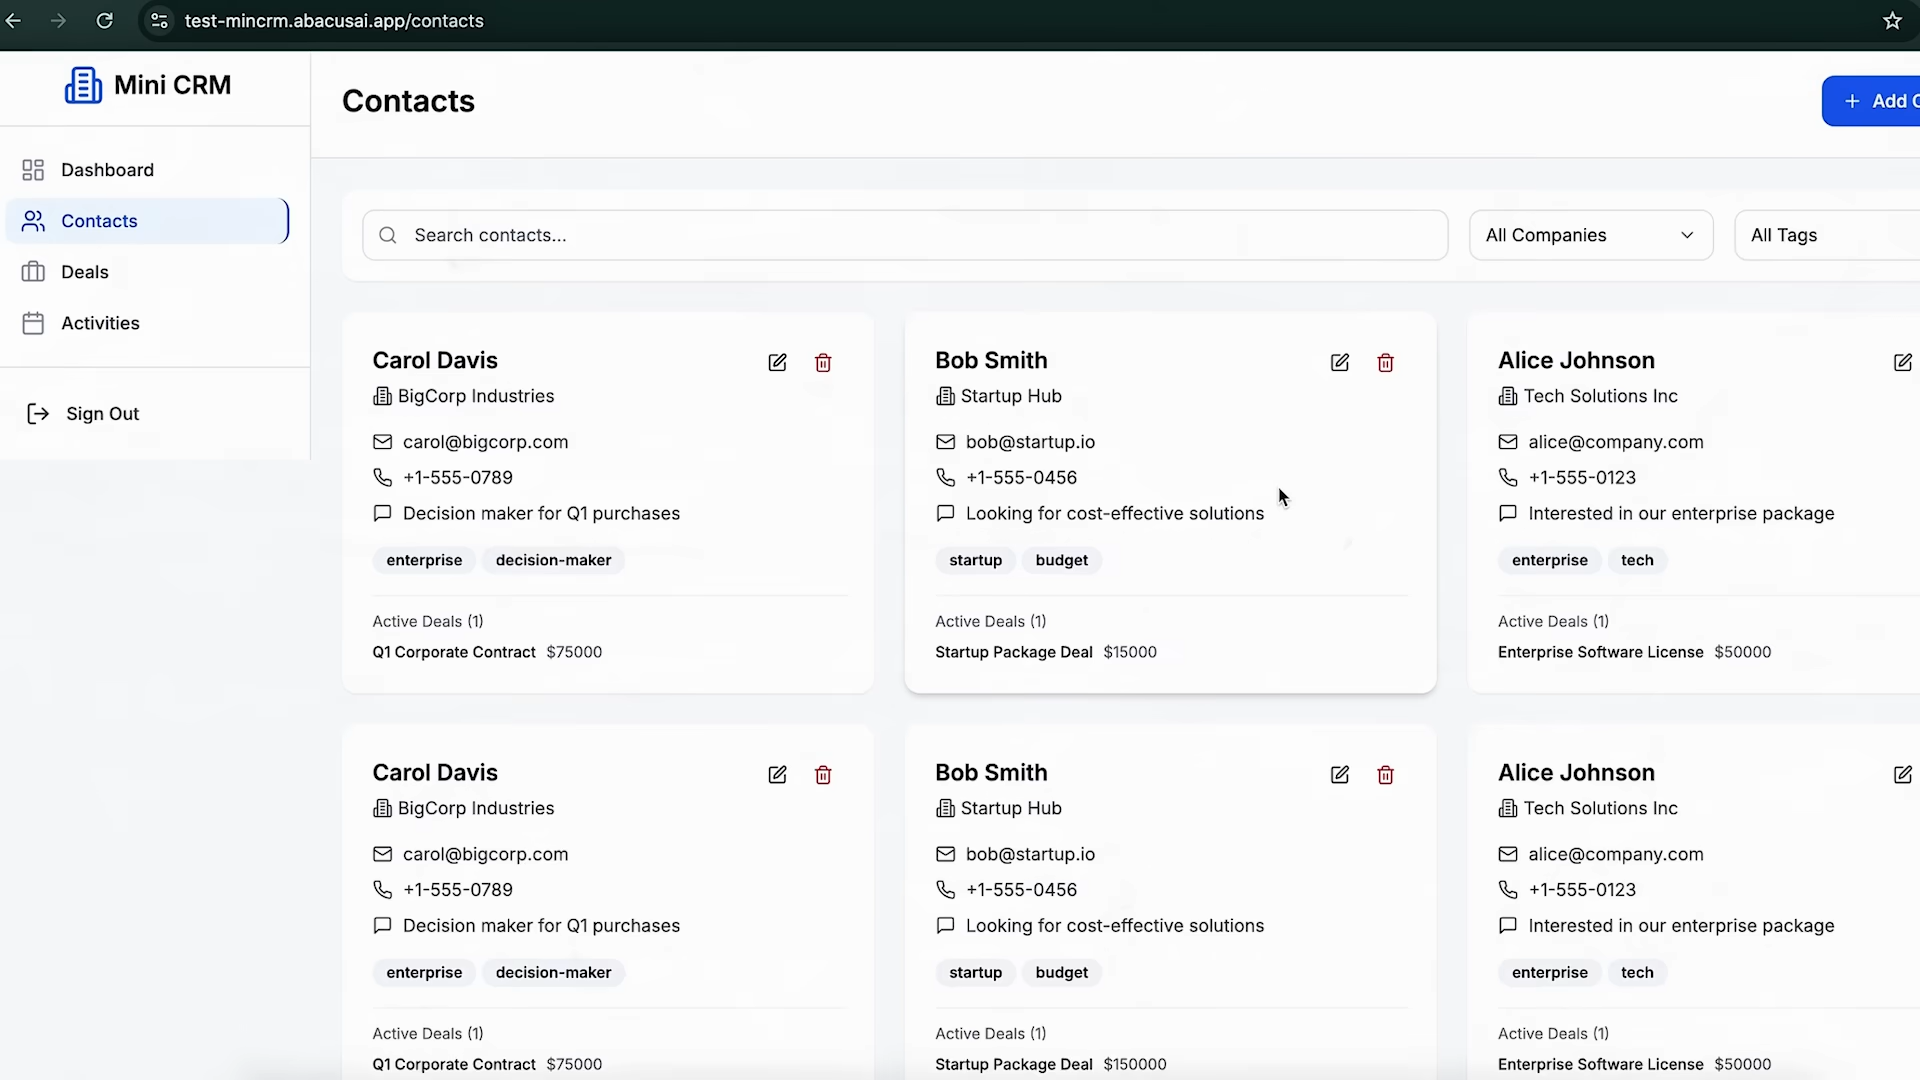 test-mincrm.abacusai.app/contacts
Mini CRM
Dashboard
Contacts
Deals
Activities
Sign Out
Contacts
Add
Search contacts...
All Companies
All Tags
Carol Davis
BigCorp Industries
carol@bigcorp.com
+1-555-0789
Decision maker for Q1 purchases
enterprise decision-maker
Active Deals (1)
Q1 Corporate Contract $75000
Bob Smith
Startup Hub
bob@startup.io
+1-555-0456
Looking for cost-effective solutions
startup budget
Active Deals (1)
Startup Package Deal $15000
Alice Johnson
Tech Solutions Inc
alice@company.com
+1-555-0123
Interested in our enterprise package
enterprise tech
Active Deals (1)
Enterprise Software License $50000
Carol Davis
BigCorp Industries
carol@bigcorp.com
+1-555-0789
Decision maker for Q1 purchases
enterprise decision-maker
Active Deals (1)
Q1 Corporate Contract $75000
Bob Smith
Startup Hub
bob@startup.io
+1-555-0456
Looking for cost-effective solutions
startup budget
Active Deals (1)
Startup Package Deal $150000
Alice Johnson
Tech Solutions Inc
alice@company.com
+1-555-0123
Interested in our enterprise package
enterprise tech
Active Deals (1)
Enterprise Software License $50000